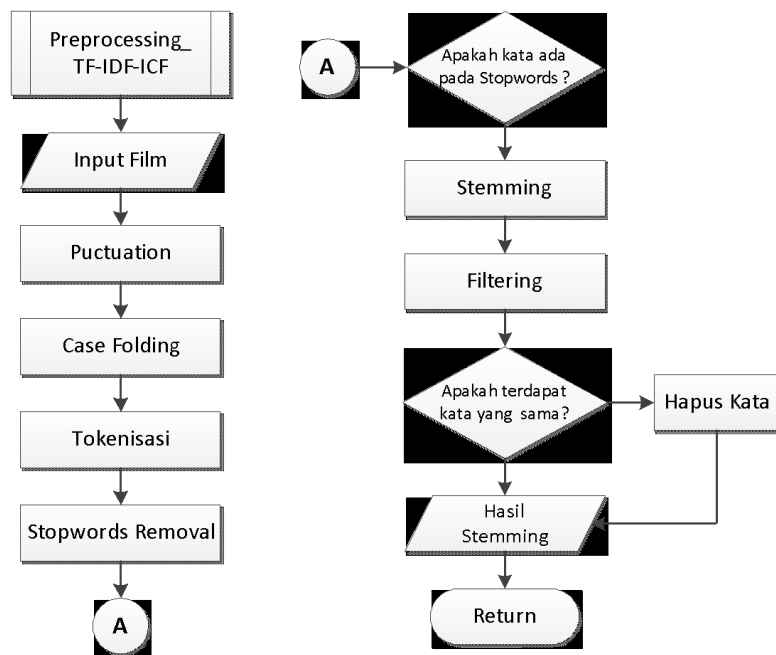 Preprocessing_
TF-IDF-ICF
Input Film
Puctuation
Case Folding
Tokenisasi
Stopwords Removal
A
A
Apakah kata ada
pada Stopwords ?
Stemming
Filtering
Apakah terdapat
kata yang sama?
Hapus Kata
Hasil
Stemming
Return